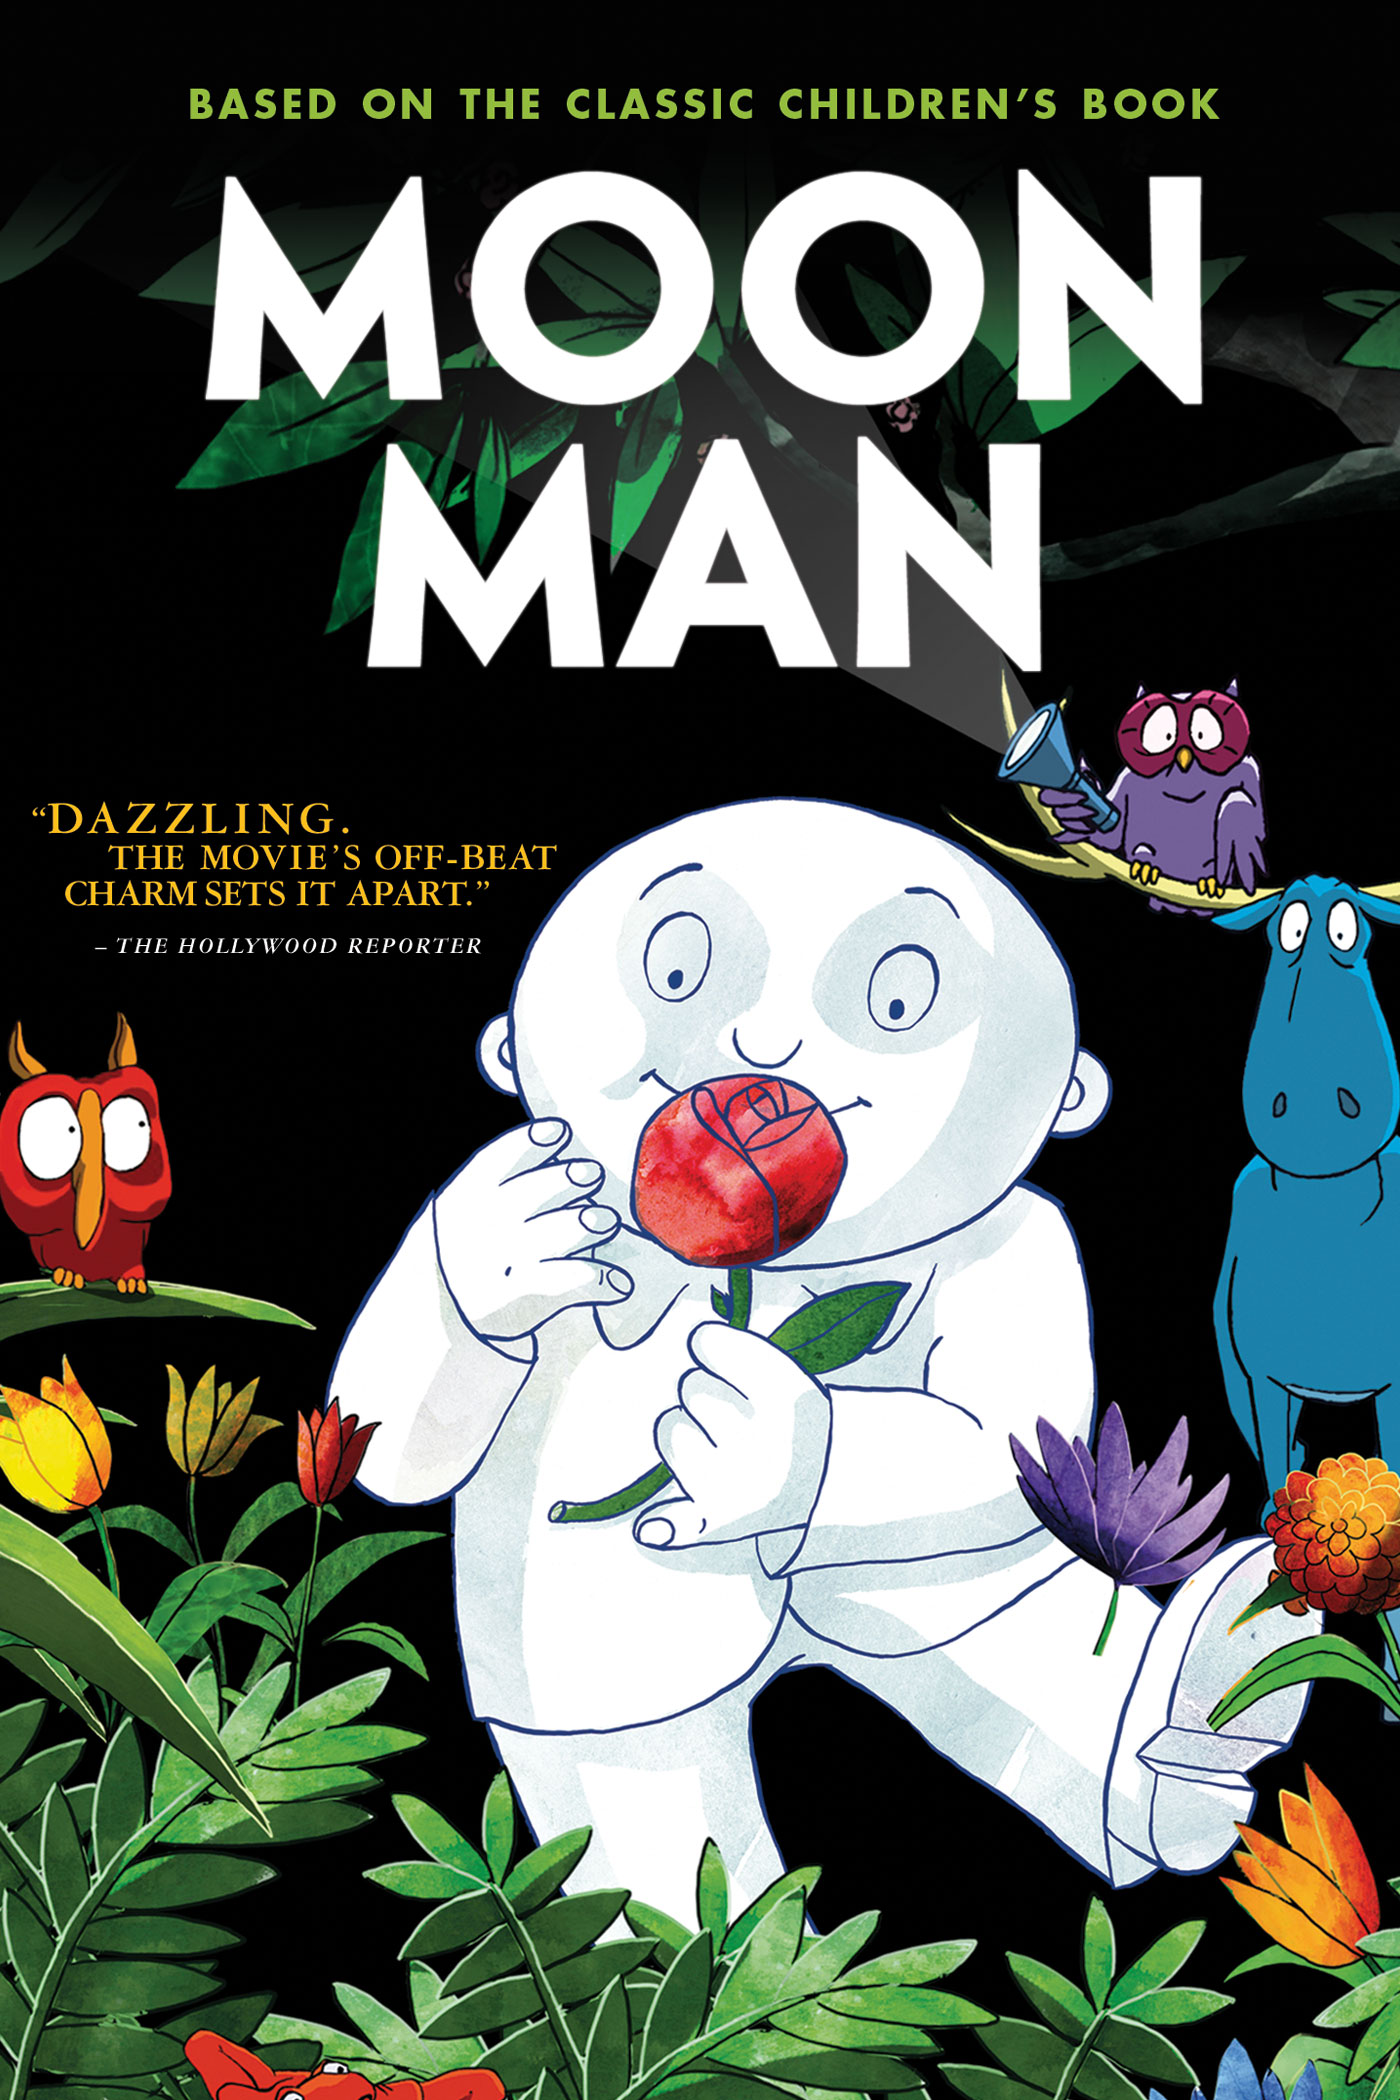 BASED ON THE CLASSIC CHILDREN’S BOOK
MOON
MAN
“DAZZLING.
THE MOVIE’S OFF-BEAT
CHARM SETS IT APART.”
– THE HOLLYWOOD REPORTER